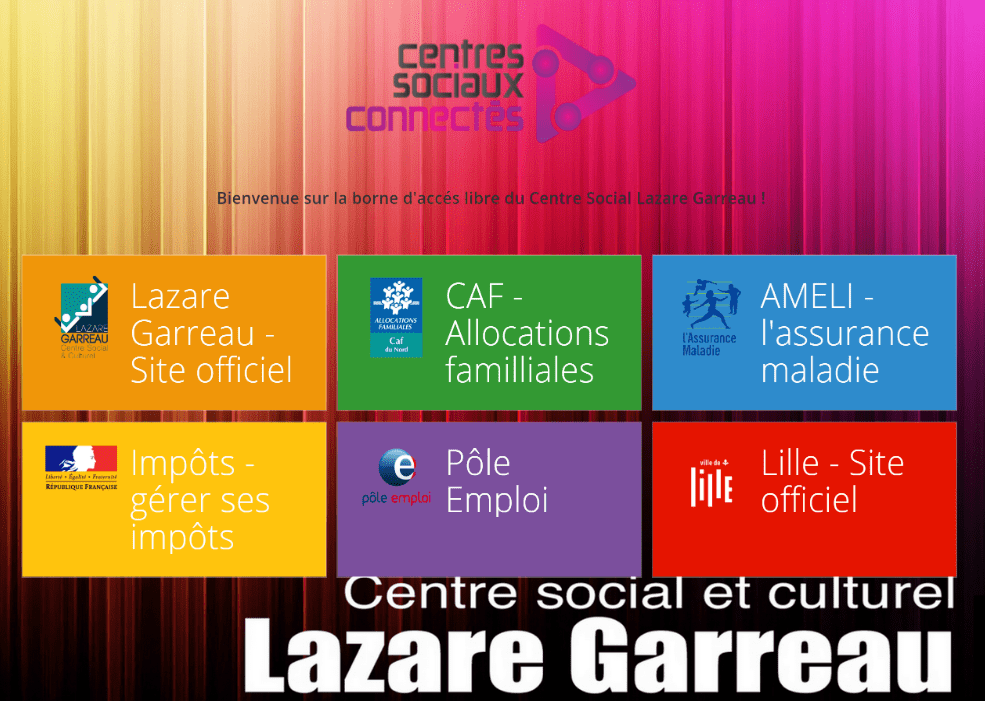 centres
sociaux
connectés
Bienvenue sur la borne d'accés libre du Centre Social Lazare Garreau !
LAZARE
GARREAU
Centre Social
& Culturel
Lazare
Garreau -
Site officiel
ALLOCATIONS
FAMILIALES
Caf
du Nord
CAF -
Allocations
familliales
l'Assurance
Maladie
AMELI -
l'assurance
maladie
Liberté • Égalité • Fraternité
RÉPUBLIQUE FRANÇAISE
Impôts -
gérer ses
impôts
pôle emploi
Pôle
Emploi
ville de
lille
Lille - Site
officiel
Centre social et culturel
Lazare Garreau